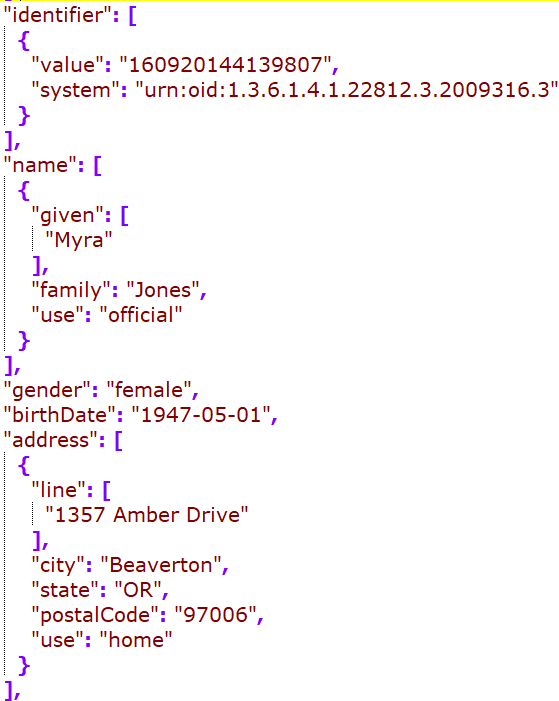 "identifier": [
{
"value": "160920144139807",
"system": "urn:oid:1.3.6.1.4.1.22812.3.2009316.3"
}
],
"name": [
{
"given": [
"Myra"
],
"family": "Jones",
"use": "official"
}
],
"gender": "female",
"birthDate": "1947-05-01",
"address": [
{
"line": [
"1357 Amber Drive"
],
"city": "Beaverton",
"state": "OR",
"postalCode": "97006",
"use": "home"
}
],